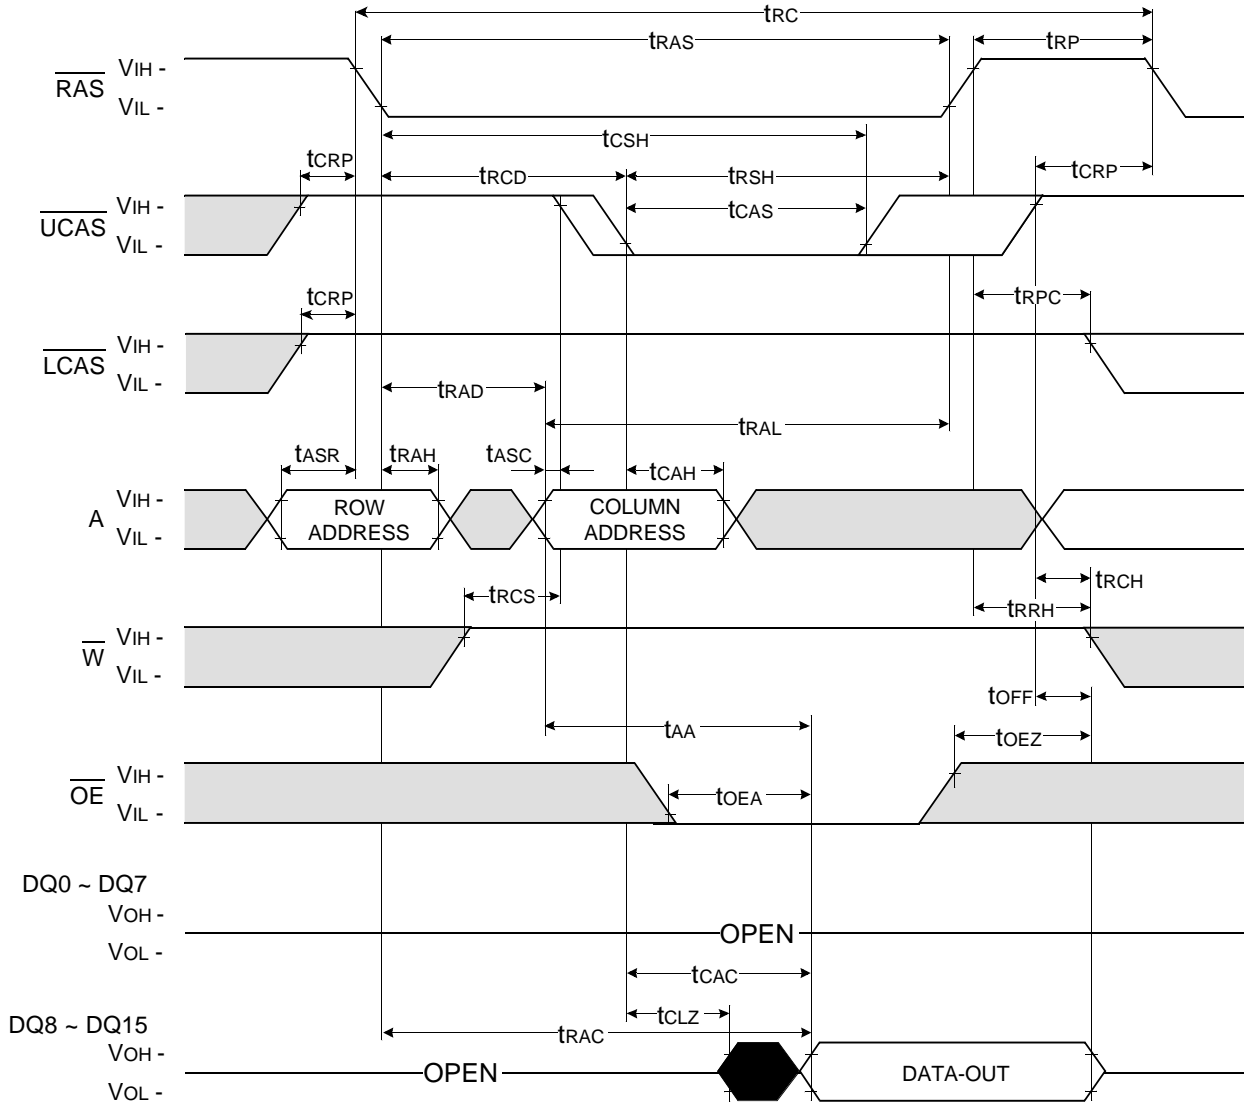 tRC
tRAS
tRP
RAS
VIH -
VIL -
tCSH
tCRP
tRCD
tRSH
tCRP
UCAS
VIH -
VIL -
tCAS
tCRP
tRPC
LCAS
VIH -
VIL -
tRAD
tRAL
tASR
tRAH
tASC
tCAH
A
VIH -
VIL -
ROW
ADDRESS
COLUMN
ADDRESS
tRCS
tRCH
tRRH
W
VIH -
VIL -
tOFF
tAA
tOEZ
OE
VIH -
VIL -
tOEA
DQ0 ~ DQ7
VOH -
VOL -
OPEN
tCAC
tCLZ
DQ8 ~ DQ15
tRAC
VOH -
VOL -
OPEN
DATA-OUT